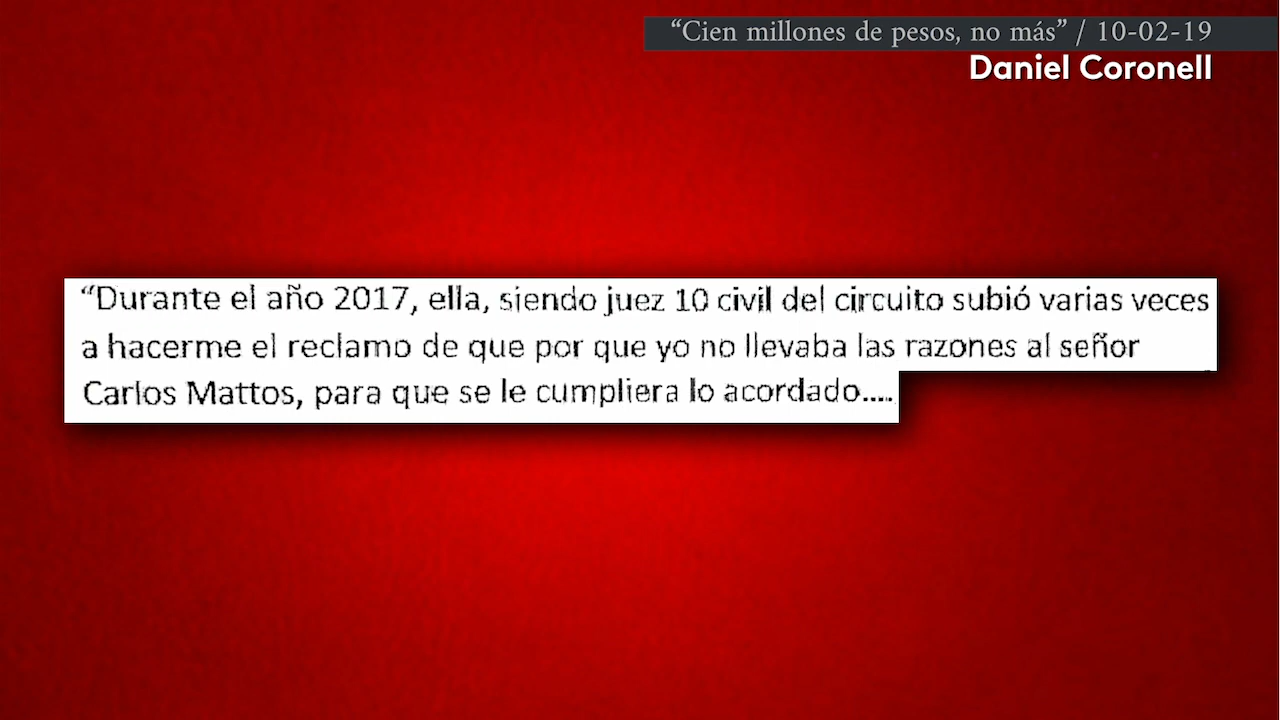 “Cien millones de pesos, no más” / 10-02-19
Daniel Coronell
“Durante el año 2017, ella, siendo juez 10 civil del circuito subió varias veces
a hacerme el reclamo de que por que yo no llevaba las razones al señor
Carlos Mattos, para que se le cumpliera lo acordado....